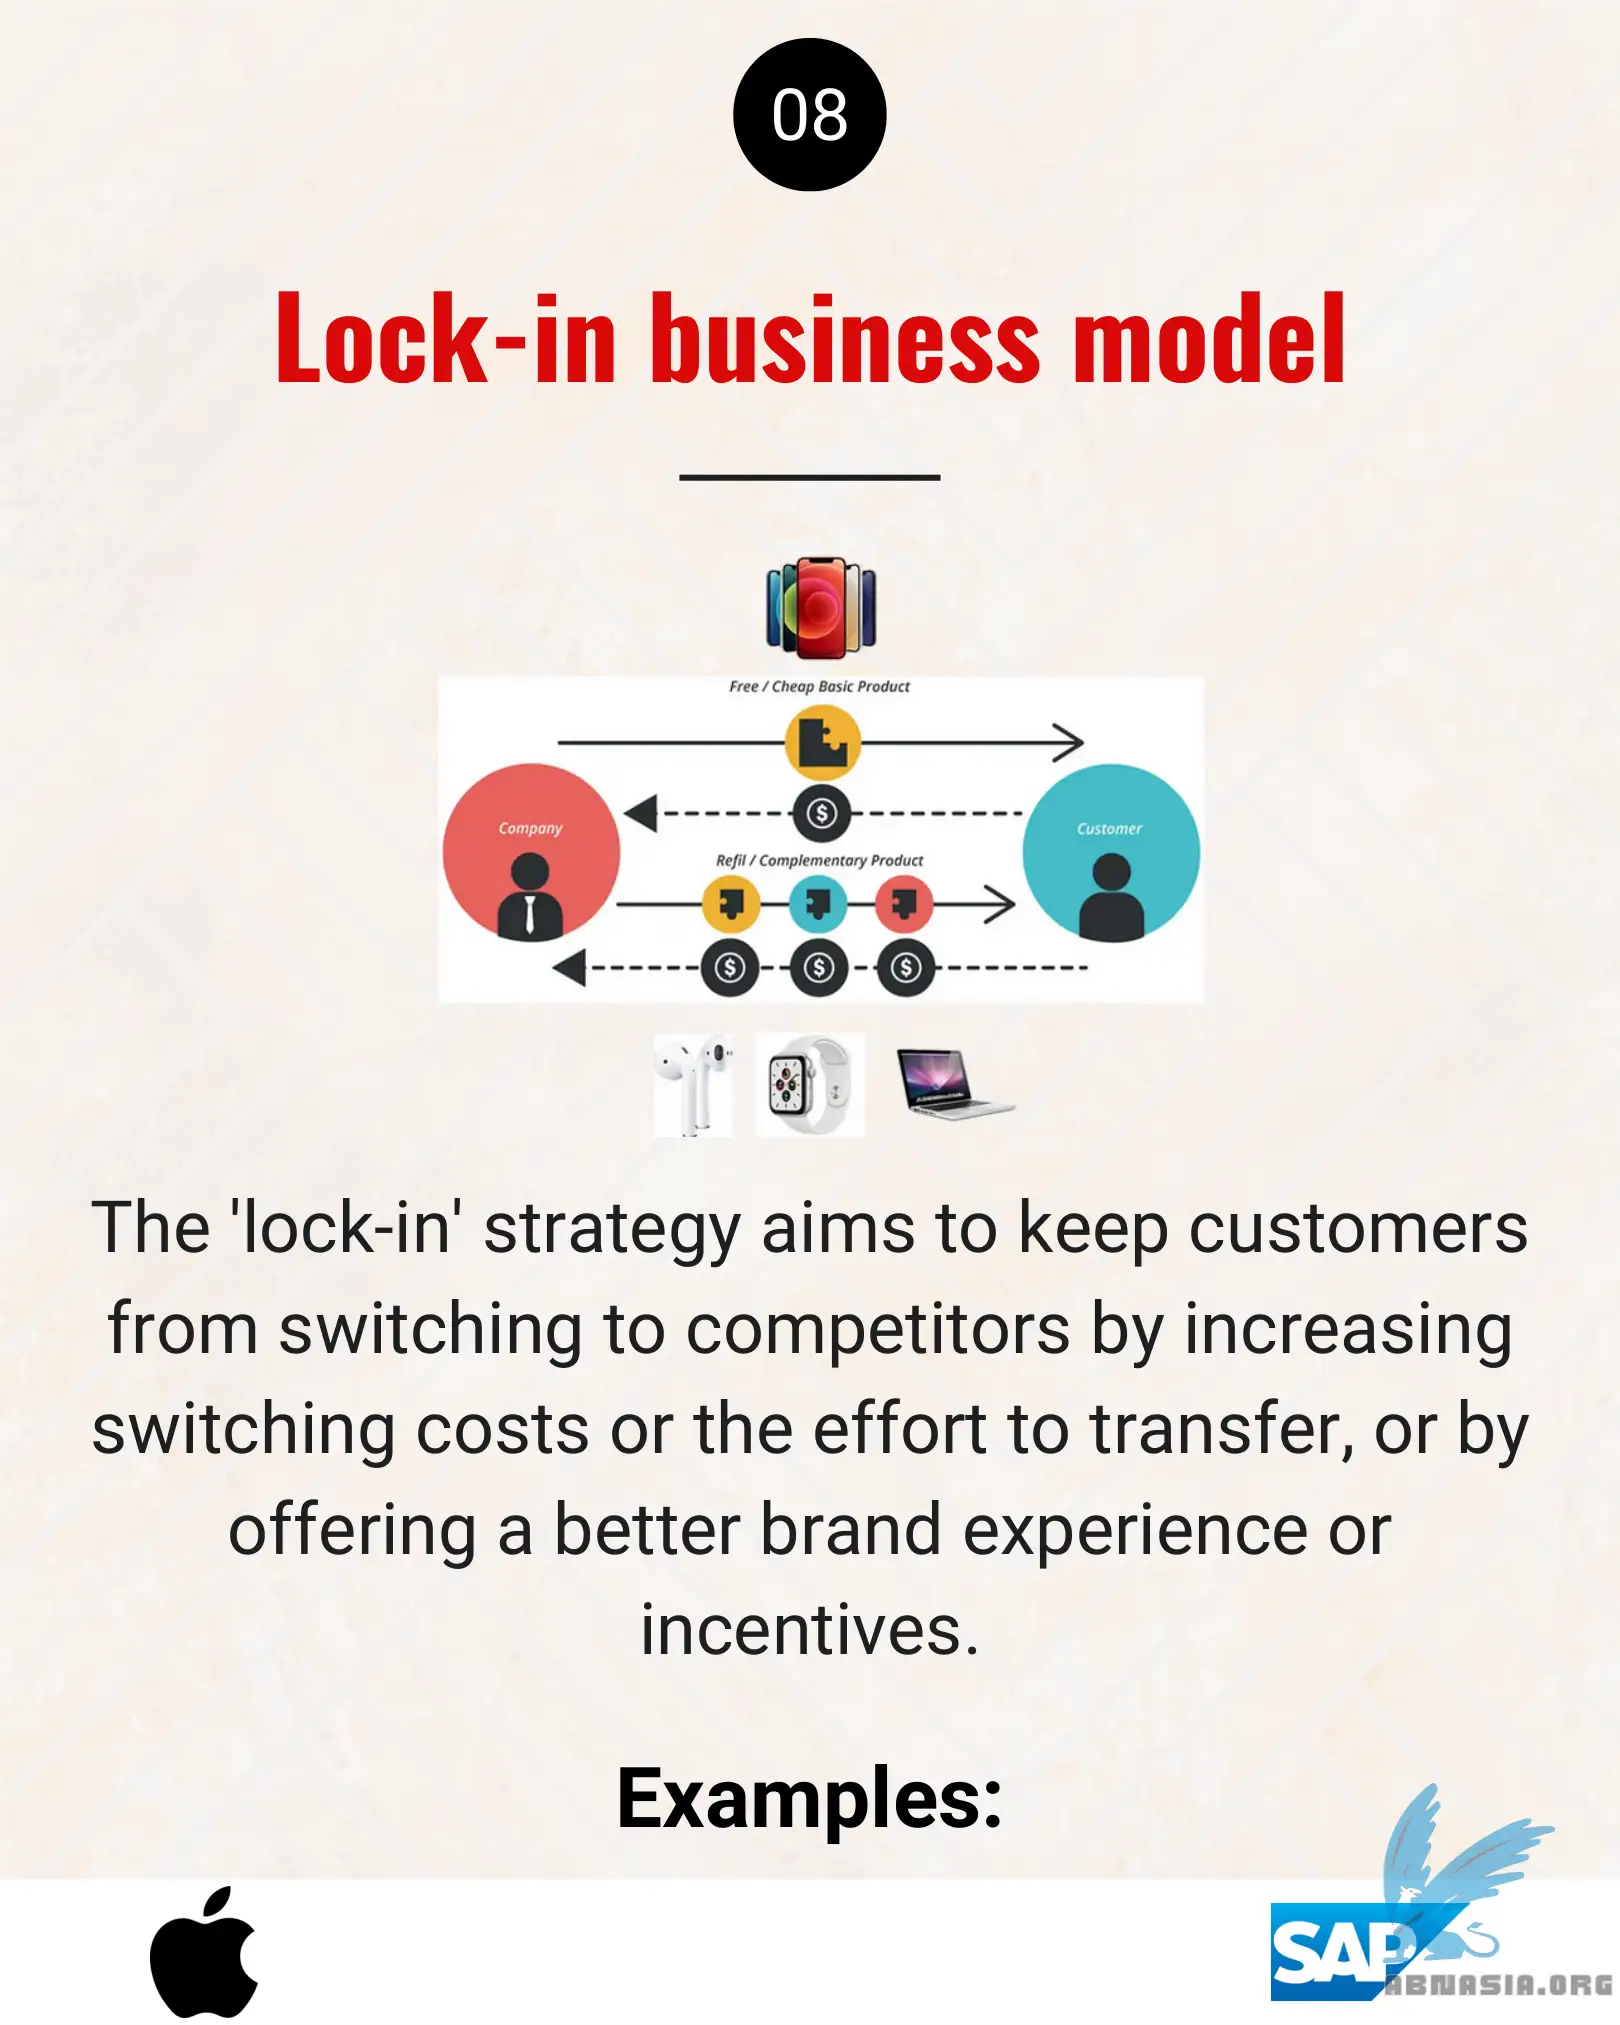 08
Lock-in business model
Free / Cheap Basic Product
$
Company
Customer
Refil / Complementary Product
$ $ $
The 'lock-in' strategy aims to keep customers
from switching to competitors by increasing
switching costs or the effort to transfer, or by
offering a better brand experience or
incentives.
Examples:
SAP
ABNASIA.ORG